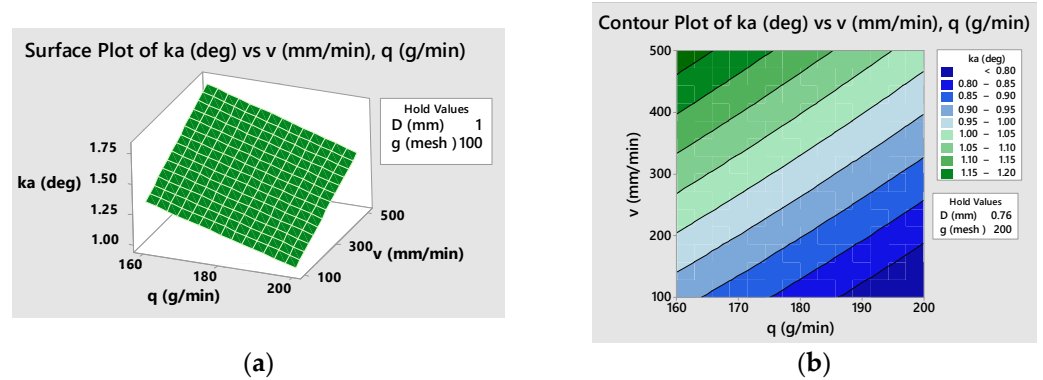 Surface Plot of ka (deg) vs v (mm/min), q (g/min)
Hold Values
D (mm) 1
g (mesh ) 100
1.75
1.50
1.25
1.00
ka (deg)
160
180
200
q (g/min)
100
300
500
v (mm/min)
(a)
Contour Plot of ka (deg) vs v (mm/min), q (g/min)
500
400
300
200
100
v (mm/min)
160
170
180
190
200
q (g/min)
ka (deg)
< 0.80
0.80 – 0.85
0.85 – 0.90
0.90 – 0.95
0.95 – 1.00
1.00 – 1.05
1.05 – 1.10
1.10 – 1.15
1.15 – 1.20
Hold Values
D (mm) 0.76
g (mesh ) 200
(b)